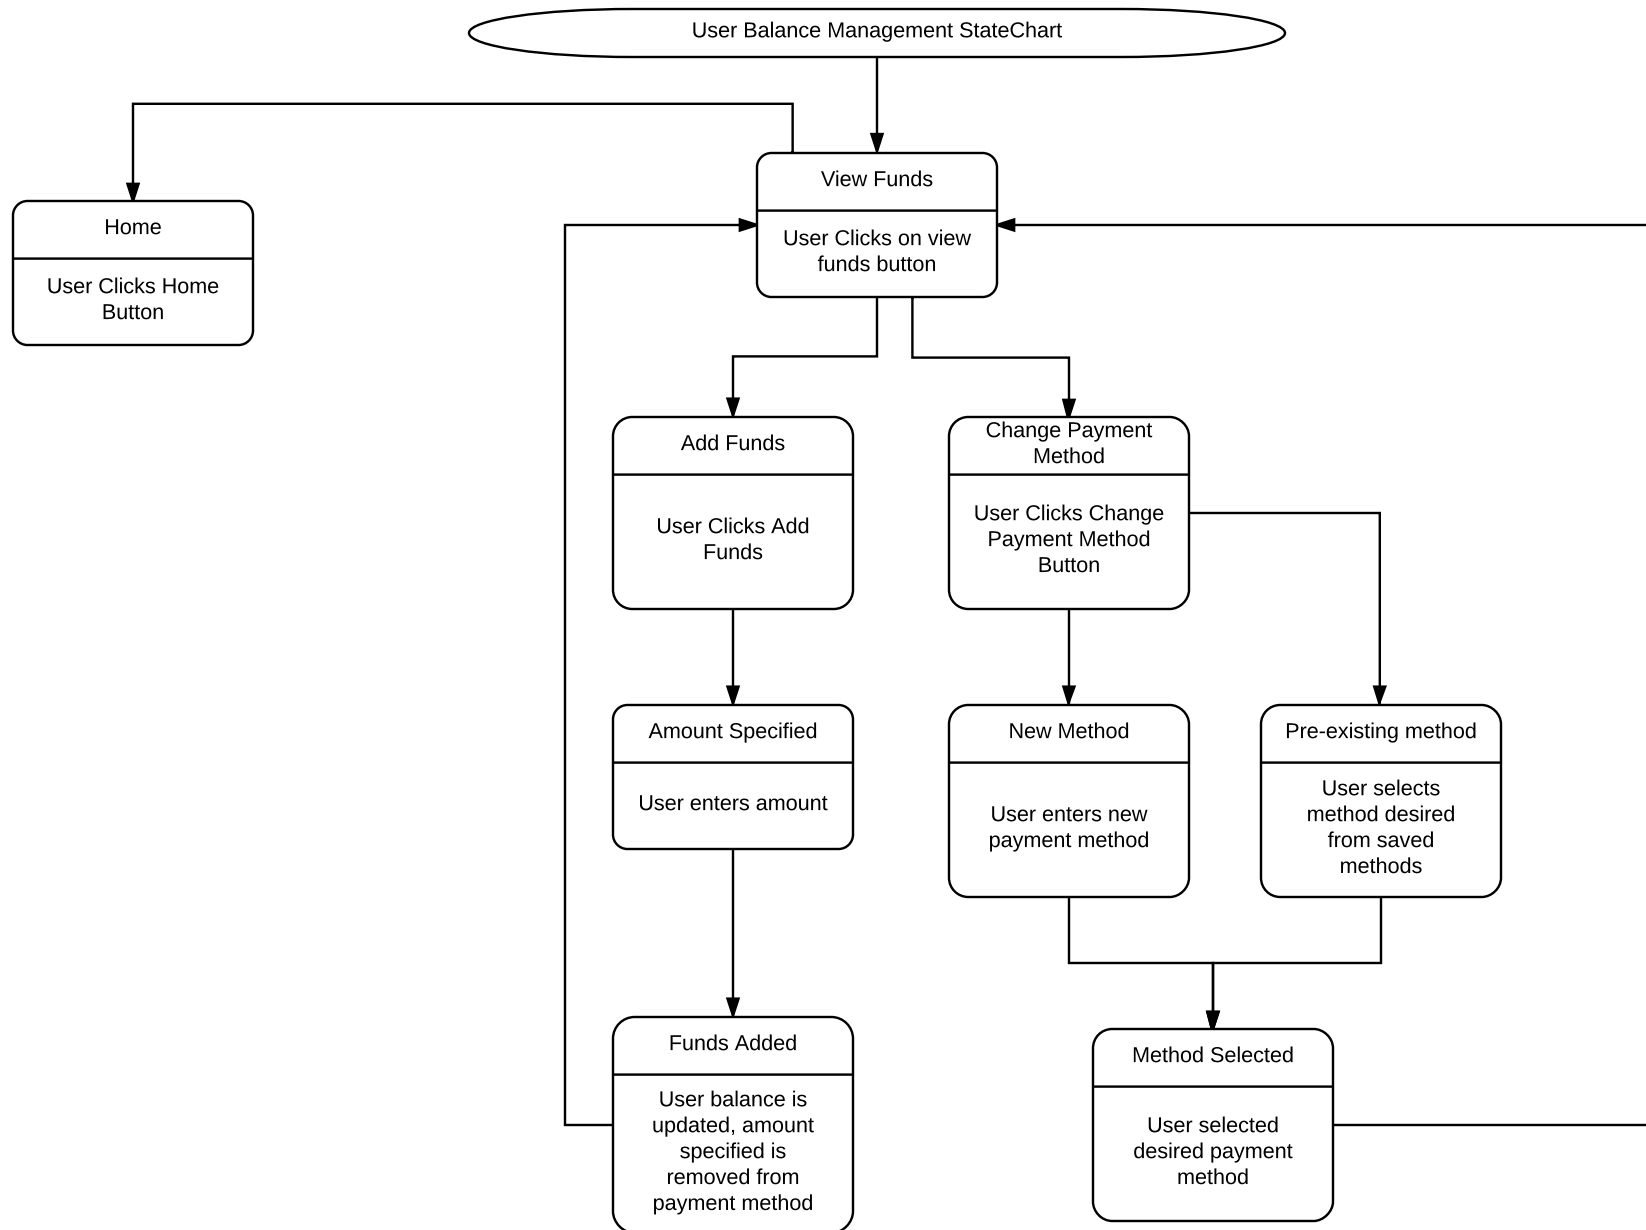 User Balance Management StateChart
View Funds
User Clicks on view
funds button
Home
User Clicks Home
Button
Add Funds
User Clicks Add
Funds
Change Payment
Method
User Clicks Change
Payment Method
Button
Amount Specified
User enters amount
New Method
User enters new
payment method
Pre-existing method
User selects
method desired
from saved
methods
Funds Added
User balance is
updated, amount
specified is
removed from
payment method
Method Selected
User selected
desired payment
method